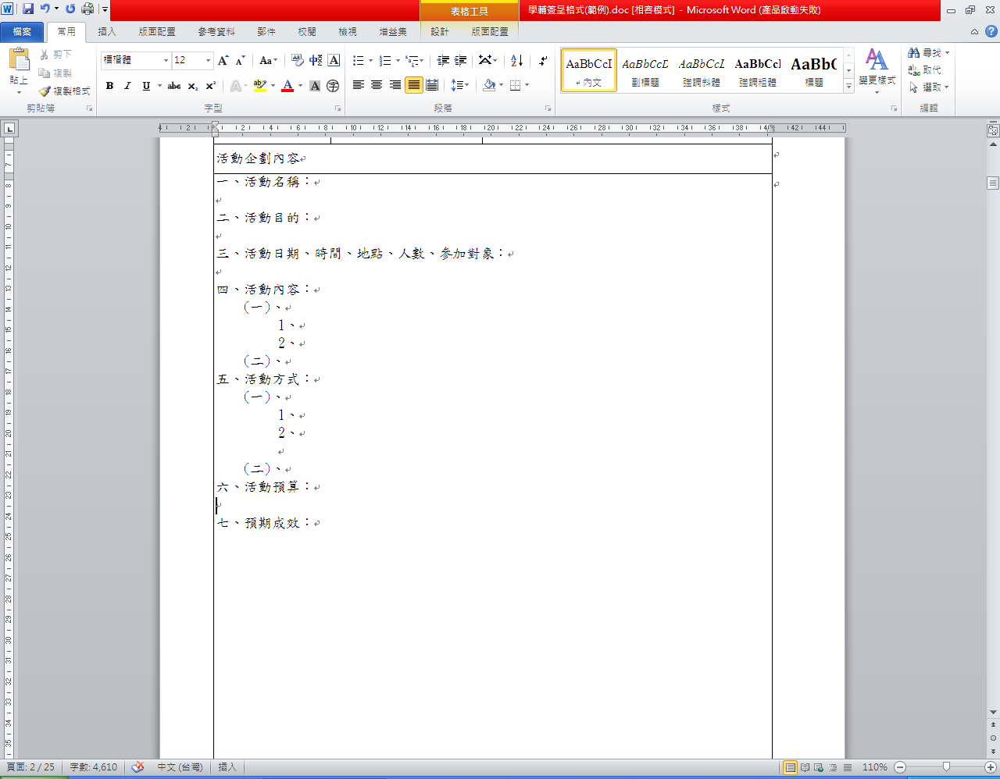 表格工具
學輔簽呈格式(範例).doc [相容模式] - Microsoft Word (產品啟動失敗)
檔案 常用 插入 版面配置 參考資料 郵件 校閱 檢視 增益集 設計 版面配置
貼上
剪下
複製
複製格式
剪貼簿
標楷體 12
字型
段落
AaBbCcI AaBbCcD AaBbCcI AaBbCcI AaBbC
內文 副標題 強調斜體 強調粗體 標題
變更樣式
樣式
尋找
取代
選取
編輯
活動企劃內容
一、活動名稱：
二、活動目的：
三、活動日期、時間、地點、人數、參加對象：
四、活動內容：
(一)、
1、
2、
(二)、
五、活動方式：
(一)、
1、
2、
(二)、
六、活動預算：
七、預期成效：
頁面: 2 / 25 字數: 4,610 中文 (台灣) 插入 110%